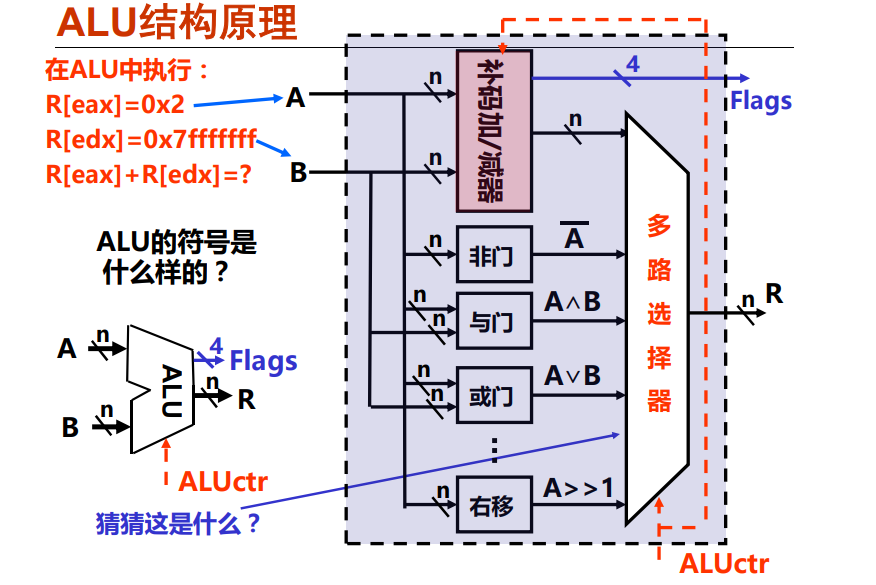 ALU结构原理
在ALU中执行：
R[eax]=0x2
R[edx]=0x7fffffff
R[eax]+R[edx]=?
ALU的符号是
什么样的？
A
n
B
n
ALU
4
Flags
n
R
ALUctr
猜猜这是什么？
A
B
n
n
补码加/减器
4
Flags
n
n
非门
A
n
n
与门
A∧B
n
n
或门
A∨B
n
右移
A>>1
多路选择器
n
R
ALUctr